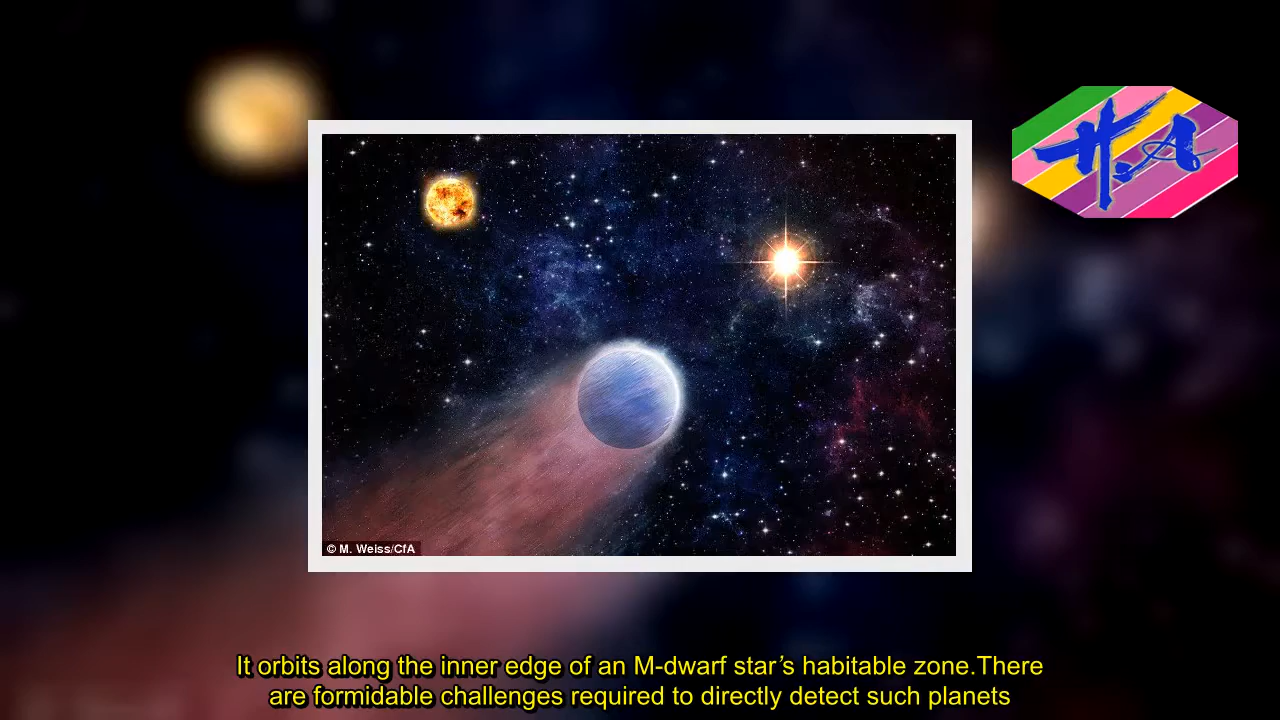 H.A
© M. Weiss/CfA
It orbits along the inner edge of an M-dwarf star’s habitable zone.There
are formidable challenges required to directly detect such planets